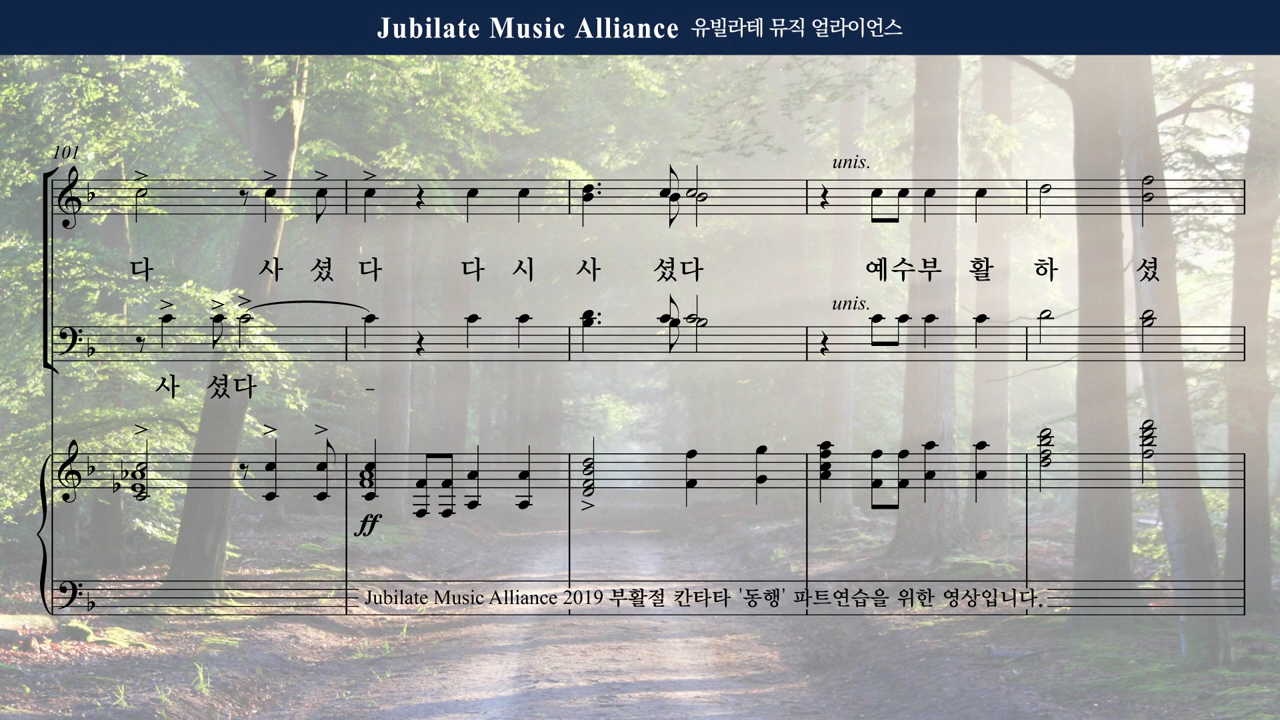 Jubilate Music Alliance 유빌라테 뮤직 얼라이언스
101
unis.
다 사 셨 다 다 시 사 셨다 예수부 활 하 셨
unis.
사 셨다 -
ff
Jubilate Music Alliance 2019 부활절 칸타타 '동행' 파트연습을 위한 영상입니다.